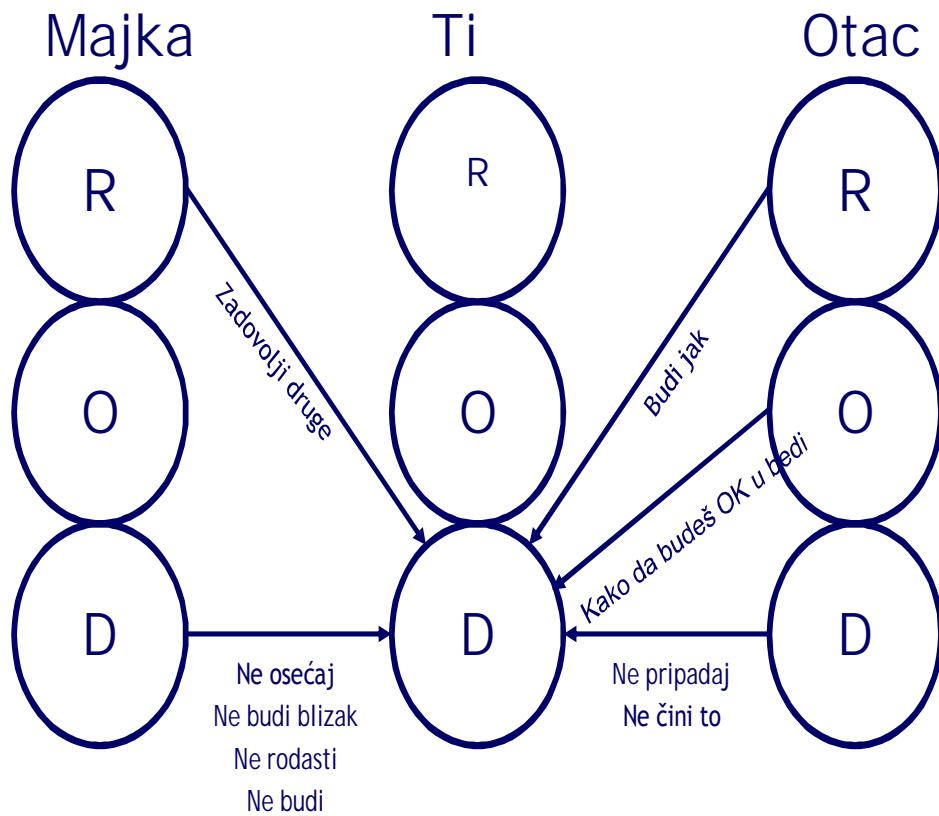 Majka
Ti
Otac
R
R
R
Zadovolji druge
Budi jak
O
O
O
Kako da budeš OK u bedi
D
D
D
Ne osećaj
Ne budi blizak
Ne rodasti
Ne budi
Ne pripadaj
Ne čini to